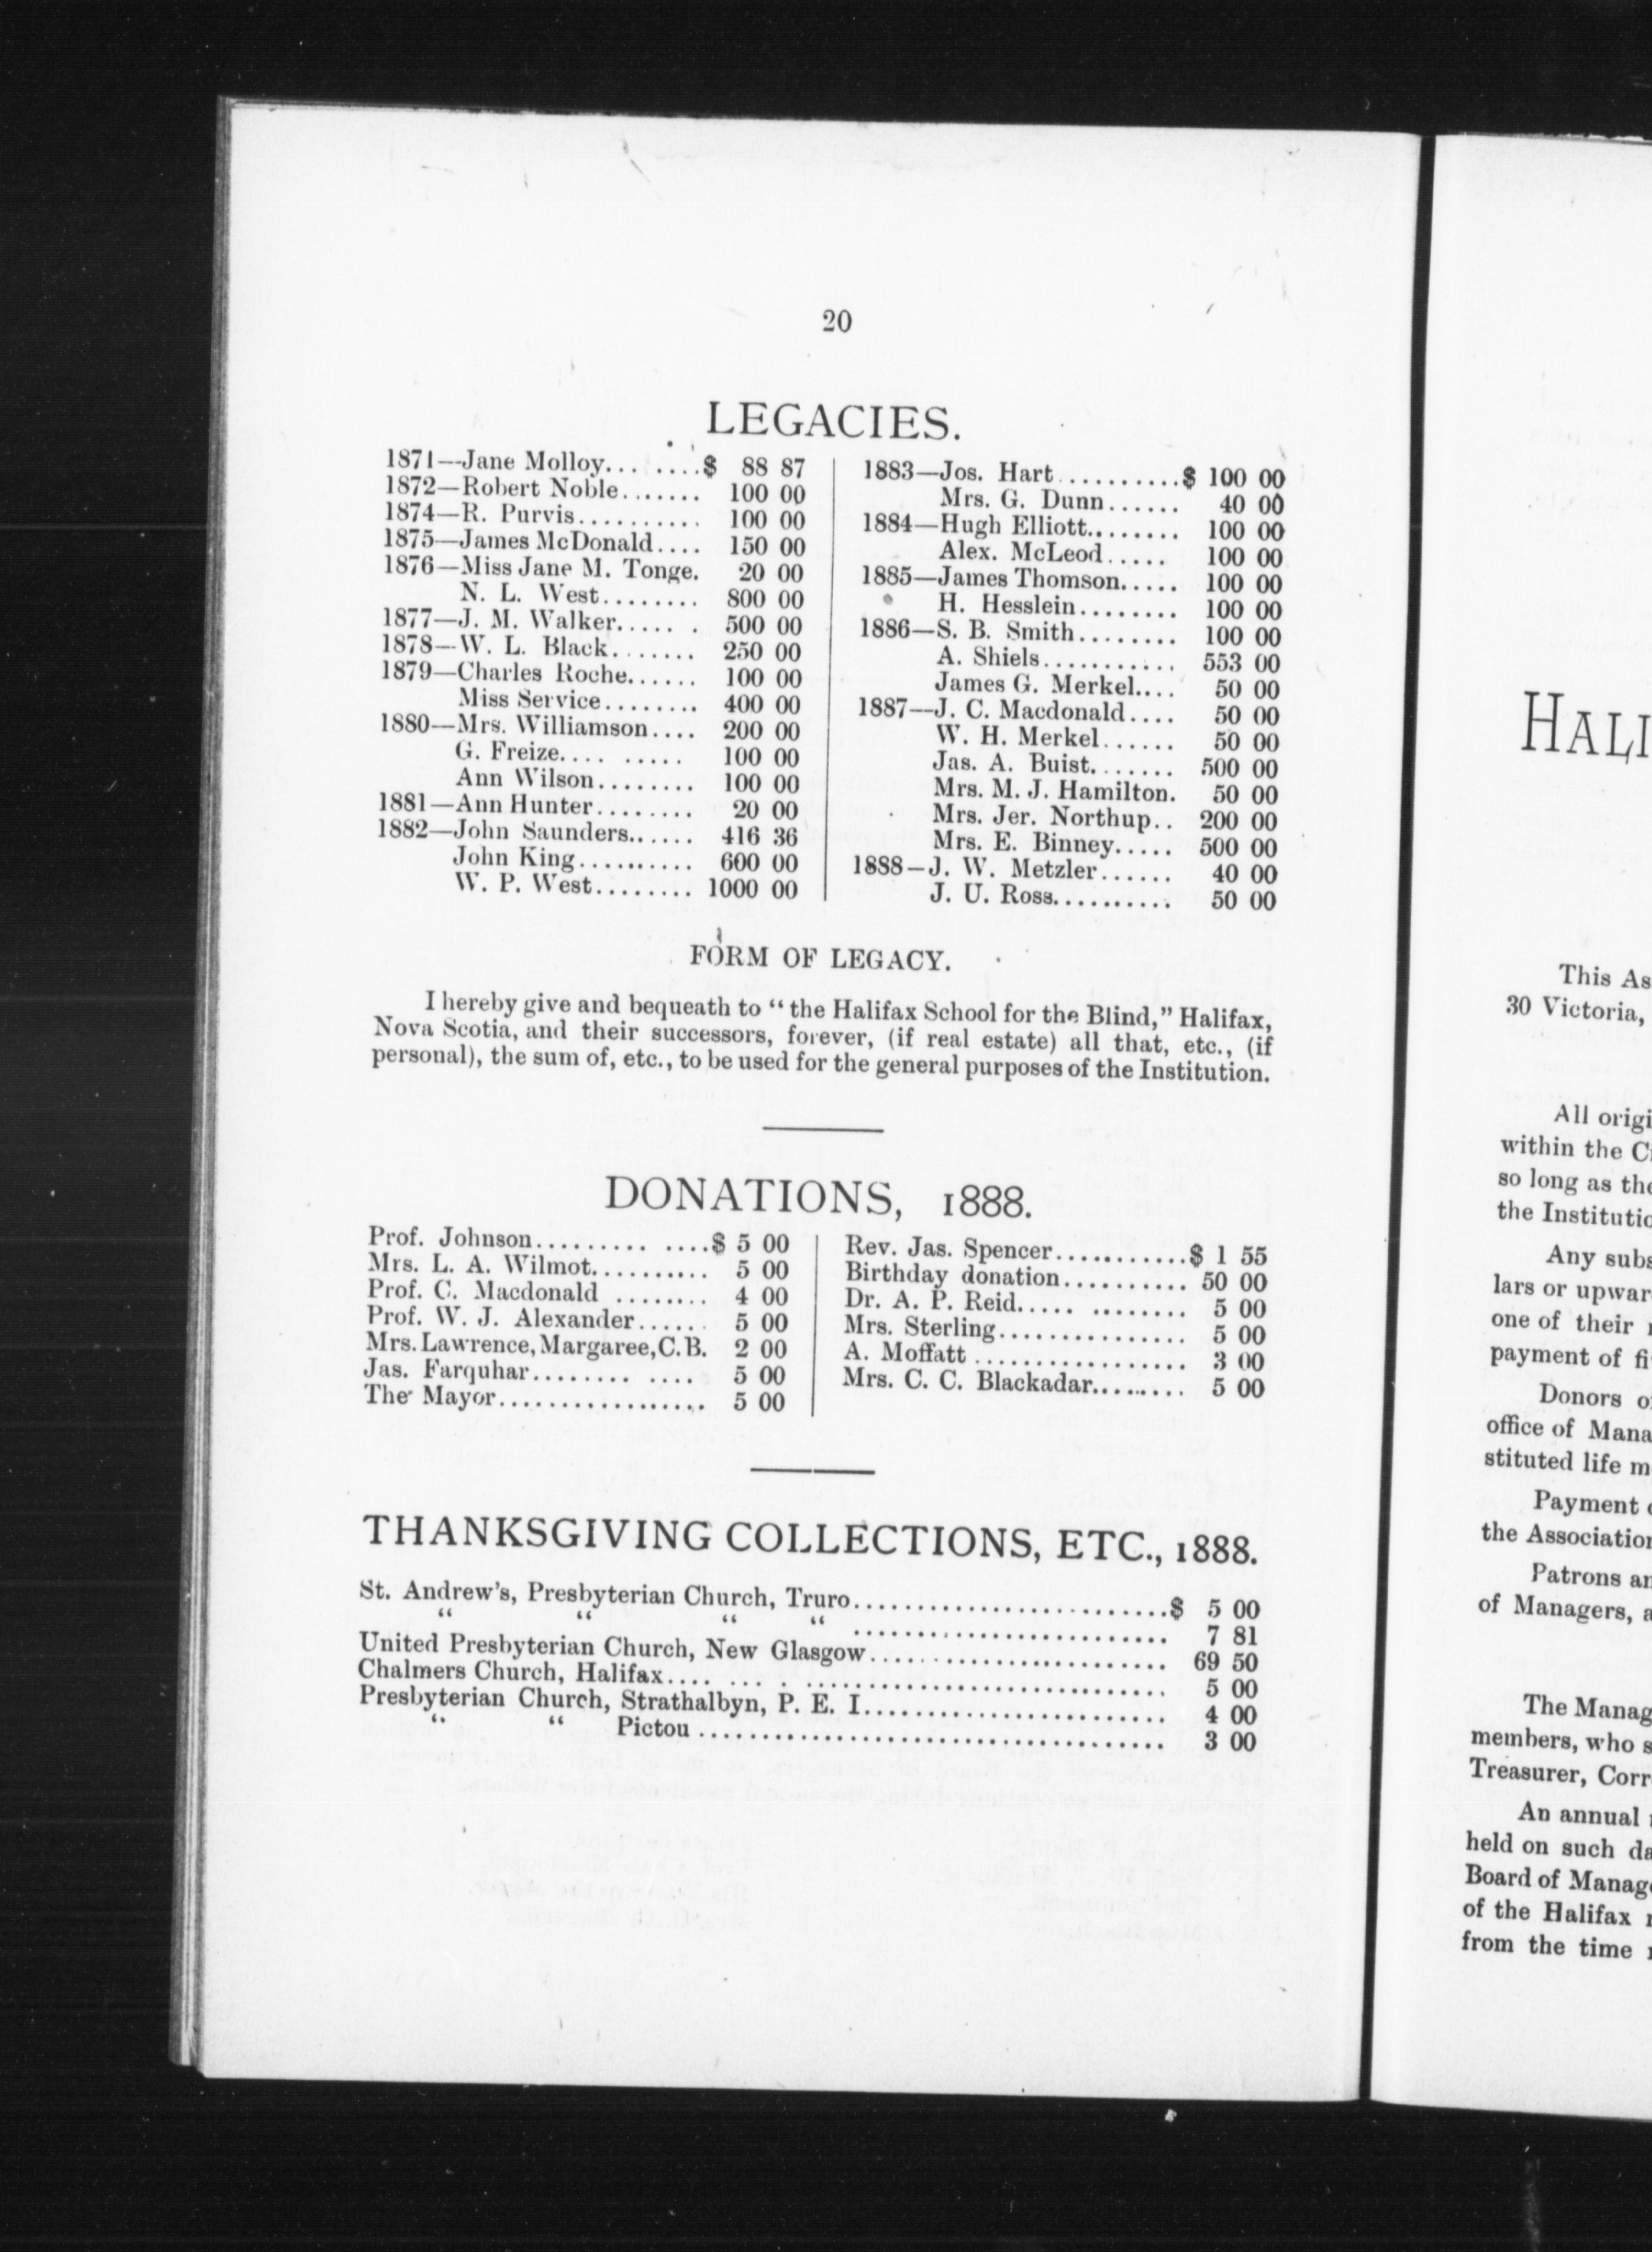 20
LEGACIES.
1871—Jane Molloy... ....$ 88 87
1872—Robert Noble....... 100 00
1874—R. Purvis.......... 100 00
1875—James McDonald.... 150 00
1876—Miss Jane M. Tonge. 20 00
N. L. West........ 800 00
1877—J. M. Walker...... . 500 00
1878—W. L. Black....... 250 00
1879—Charles Roche...... 100 00
Miss Service........ 400 00
1880—Mrs. Williamson.... 200 00
G. Freize.... ..... 100 00
Ann Wilson........ 100 00
1881—Ann Hunter........ 20 00
1882—John Saunders...... 416 36
John King.......... 600 00
W. P. West........ 1000 00
1883—Jos. Hart..........$ 100 00
Mrs. G. Dunn...... 40 00
1884—Hugh Elliott........ 100 00
Alex. McLeod..... 100 00
1885—James Thomson..... 100 00
H. Hesslein........ 100 00
1886—S. B. Smith........ 100 00
A. Shiels........... 553 00
James G. Merkel.... 50 00
1887—J. C. Macdonald.... 50 00
W. H. Merkel...... 50 00
Jas. A. Buist....... 500 00
Mrs. M. J. Hamilton. 50 00
Mrs. Jer. Northup.. 200 00
Mrs. E. Binney..... 500 00
1888—J. W. Metzler...... 40 00
J. U. Ross.......... 50 00
FORM OF LEGACY.
I hereby give and bequeath to “ the Halifax School for the Blind,” Halifax,
Nova Scotia, and their successors, forever, (if real estate) all that, etc., (if
personal), the sum of, etc., to be used for the general purposes of the Institution.
DONATIONS, 1888.
Prof. Johnson......... ....$ 5 00
Mrs. L. A. Wilmot.......... 5 00
Prof. C. Macdonald ........ 4 00
Prof. W. J. Alexander...... 5 00
Mrs. Lawrence, Margaree, C. B. 2 00
Jas. Farquhar........ .... 5 00
The Mayor................. 5 00
Rev. Jas. Spencer...........$ 1 55
Birthday donation.......... 50 00
Dr. A. P. Reid..... ........ 5 00
Mrs. Sterling............... 5 00
A. Moffatt ................. 3 00
Mrs. C. C. Blackadar........ 5 00
THANKSGIVING COLLECTIONS, ETC., 1888.
St. Andrew's, Presbyterian Church, Truro..........................$ 5 00
“ “ “ “ .......................... 7 81
United Presbyterian Church, New Glasgow......................... 69 50
Chalmers Church, Halifax.... ... . .............................. 5 00
Presbyterian Church, Strathalbyn, P. E. I........................ 4 00
“ “ Pictou ...................................... 3 00
HALI
This As
30 Victoria,
All origi
within the C
so long as the
the Institutio
Any subs
lars or upwar
one of their
payment of fi
Donors o
office of Mana
stituted life m
Payment
the Association
Patrons an
of Managers, a
The Manag
members, who s
Treasurer, Corr
An annual
held on such da
Board of Manag
of the Halifax
from the time